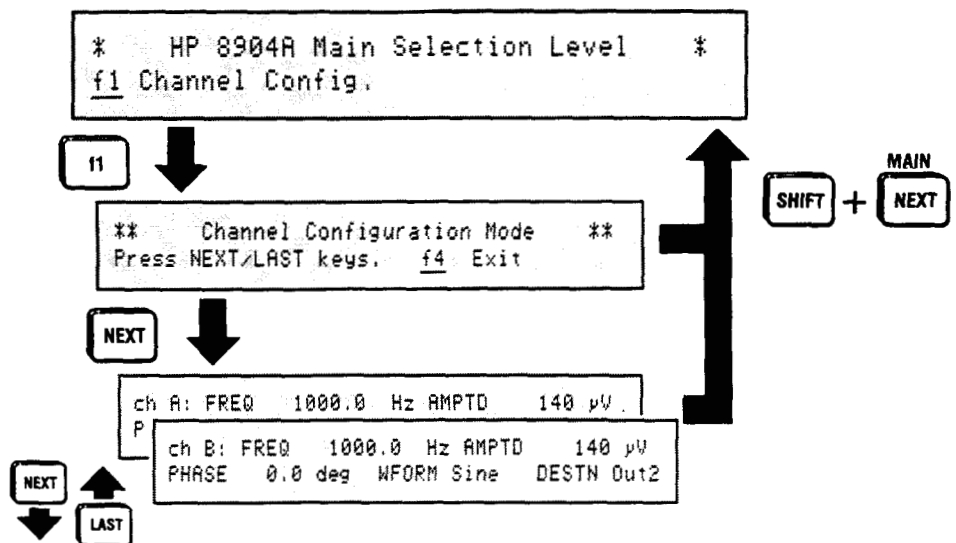 * HP 8904A Main Selection Level *
f1 Channel Config.
f1
MAIN
SHIFT + NEXT
** Channel Configuration Mode **
Press NEXT/LAST keys. f4 Exit
NEXT
ch A: FREQ 1000.0 Hz AMPTD 140 µV
P
ch B: FREQ 1000.0 Hz AMPTD 140 µV
PHASE 0.0 deg WFORM Sine DESTN Out2
NEXT
LAST